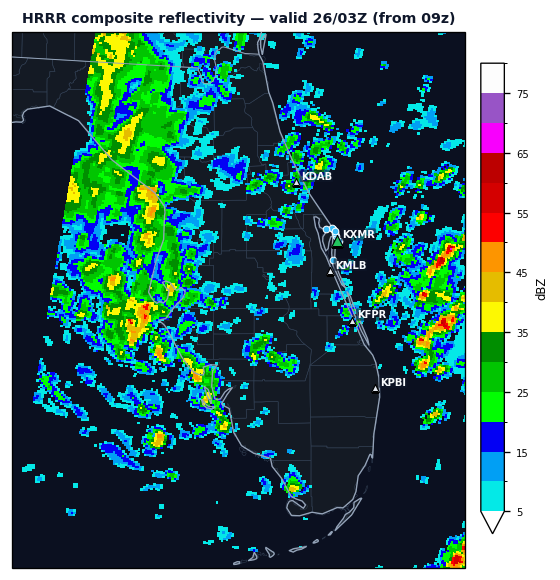 HRRR composite reflectivity — valid 26/03Z (from 09z)
KDAB
KXMR
KMLB
KFPR
KPBI
75
65
55
45
35
25
15
5
dBZ